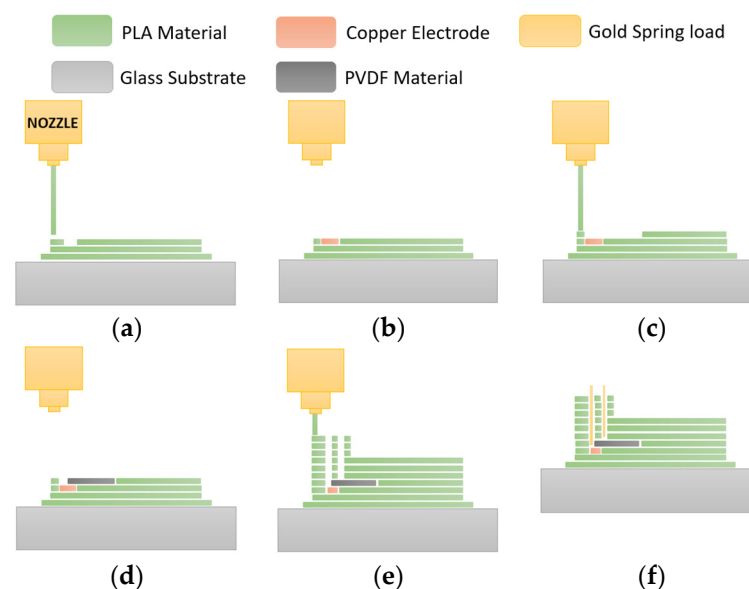 PLA Material
Copper Electrode
Gold Spring load
Glass Substrate
PVDF Material
NOZZLE
(a)
(b)
(c)
(d)
(e)
(f)